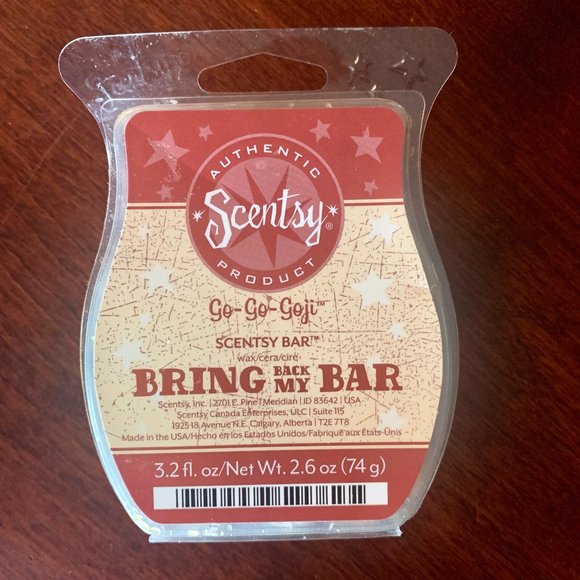 AUTHENTIC
Scentsy®
PRODUCT
Go-Go-Goji™
SCENTSY BAR™
wax/cera/cire
BRING BACK MY BAR
Scentsy, Inc. | 2701 E. Pine | Meridian | ID 83642 | USA
Scentsy Canada Enterprises, ULC | Suite 115
1925 18 Avenue N.E. Calgary, Alberta | T2E 7T8
Made in the USA/Hecho en los Estados Unidos/Fabriqué aux États-Unis
3.2 fl. oz/Net Wt. 2.6 oz (74 g)